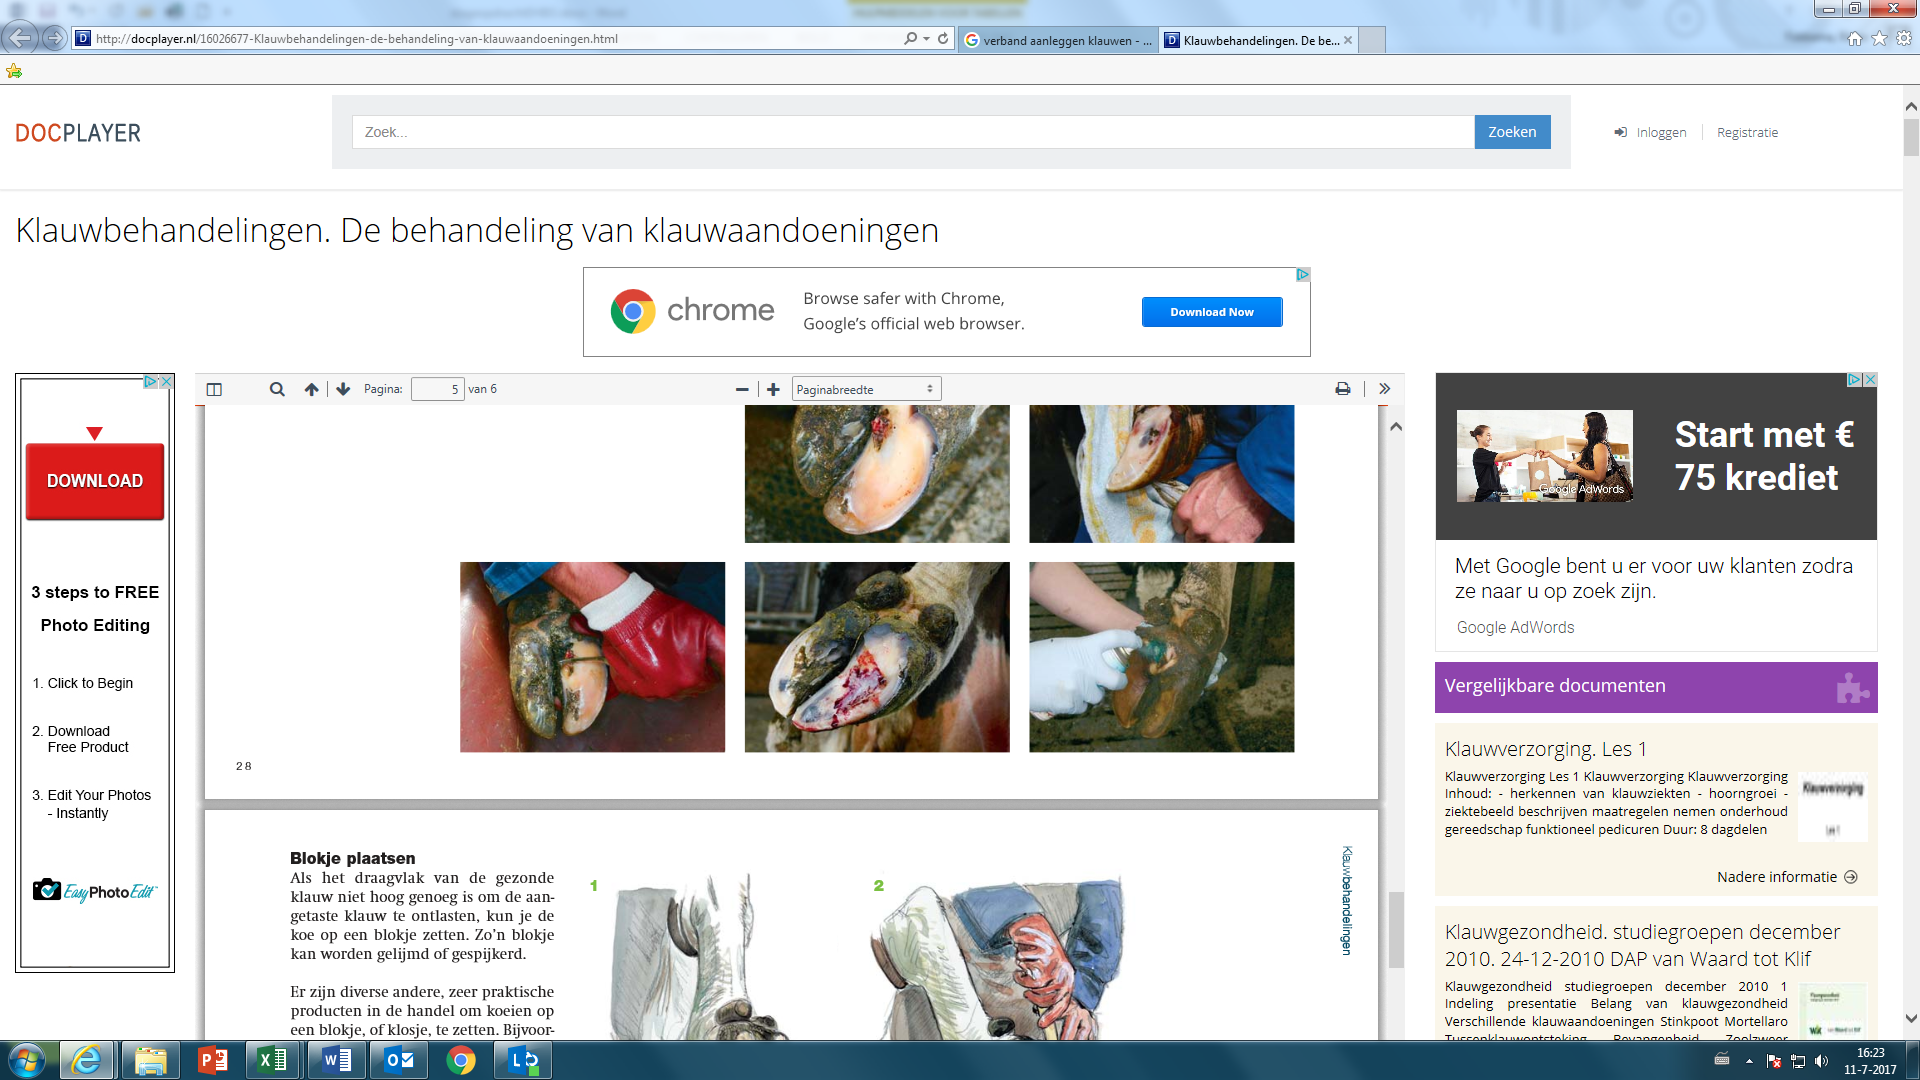 http://docplayer.nl/16026677-Klauwbehandelingen-de-behandeling-van-klauwaandoeningen.html
verband aanleggen klauwen - ...
Klauwbehandelingen. De be...
DOCPLAYER
Zoek...
Zoeken
Inloggen
Registratie
Klauwbehandelingen. De behandeling van klauwaandoeningen
chrome
Browse safer with Chrome,
Google's official web browser.
Download Now
DOWNLOAD
3 steps to FREE
Photo Editing
1. Click to Begin
2. Download
Free Product
3. Edit Your Photos
- Instantly
EasyPhotoEdit
Pagina:
5
van 6
Paginabreedte
28
Blokje plaatsen
Als het draagvlak van de gezonde
klauw niet hoog genoeg is om de aan-
getaste klauw te ontlasten, kun je de
koe op een blokje zetten. Zo'n blokje
kan worden gelijmd of gespijkerd.
Er zijn diverse andere, zeer praktische
producten in de handel om koeien op
een blokje, of klosje, te zetten. Bijvoor-
1
2
Klauwbehandelingen
Google AdWords
Start met €
75 krediet
Met Google bent u er voor uw klanten zodra
ze naar u op zoek zijn.
Google AdWords
Vergelijkbare documenten
Klauwverzorging. Les 1
Klauwverzorging Les 1 Klauwverzorging Klauwverzorging
Inhoud: - herkennen van klauwziekten - hoorngroei -
ziektebeeld beschrijven maatregelen nemen onderhoud
gereedschap funktioneel pedicuren Duur: 8 dagdelen
Klauwverzorging
Les 1
Nadere informatie
Klauwgezondheid. studiegroepen december
2010. 24-12-2010 DAP van Waard tot Klif
Klauwgezondheid studiegroepen december 2010 1
Indeling presentatie Belang van klauwgezondheid
Verschillende klauwaandoeningen Stinkpoot Mortellaro
Tussenklauwontsteking Bevangenheid Zoolzweer
16:23
11-7-2017